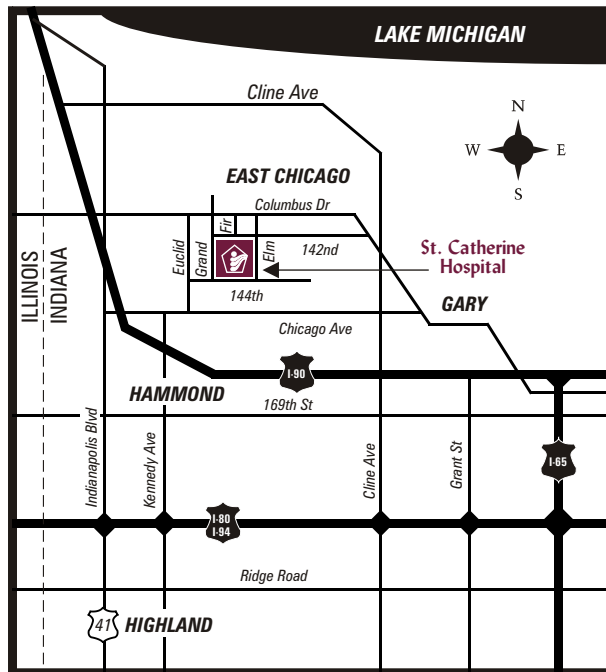 LAKE MICHIGAN
Cline Ave
N
W
E
S
EAST CHICAGO
Columbus Dr
Fir
Euclid
Grand
Elm
142nd
St. Catherine
Hospital
ILLINOIS
INDIANA
144th
GARY
Chicago Ave
I-90
HAMMOND
169th St
Indianapolis Blvd
Kennedy Ave
Cline Ave
Grant St
I-65
I-80
I-94
Ridge Road
41
HIGHLAND